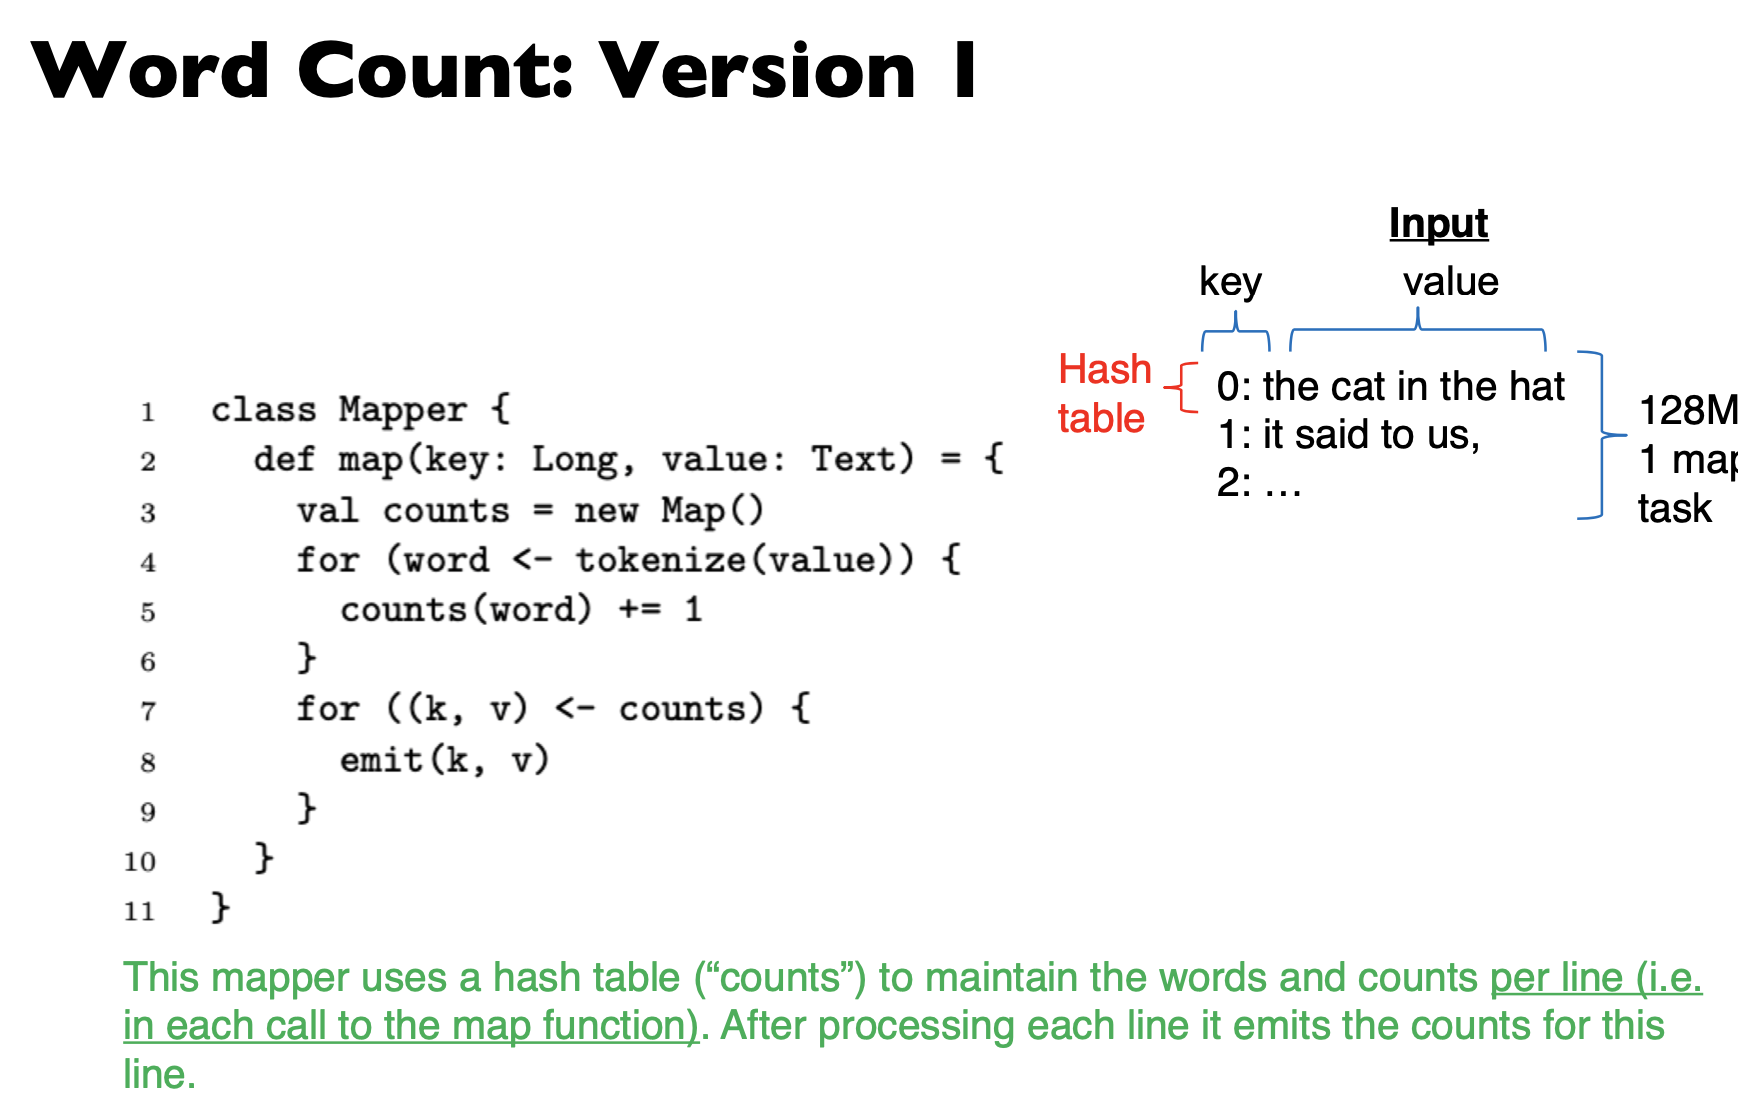 Word Count: Version 1
Input
key value
Hash
table
0: the cat in the hat
1: it said to us,
2: …
128M
1 map
task
1 class Mapper {
2 def map(key: Long, value: Text) = {
3 val counts = new Map()
4 for (word <- tokenize(value)) {
5 counts(word) += 1
6 }
7 for ((k, v) <- counts) {
8 emit(k, v)
9 }
10 }
11 }
This mapper uses a hash table (“counts”) to maintain the words and counts per line (i.e.
in each call to the map function). After processing each line it emits the counts for this
line.